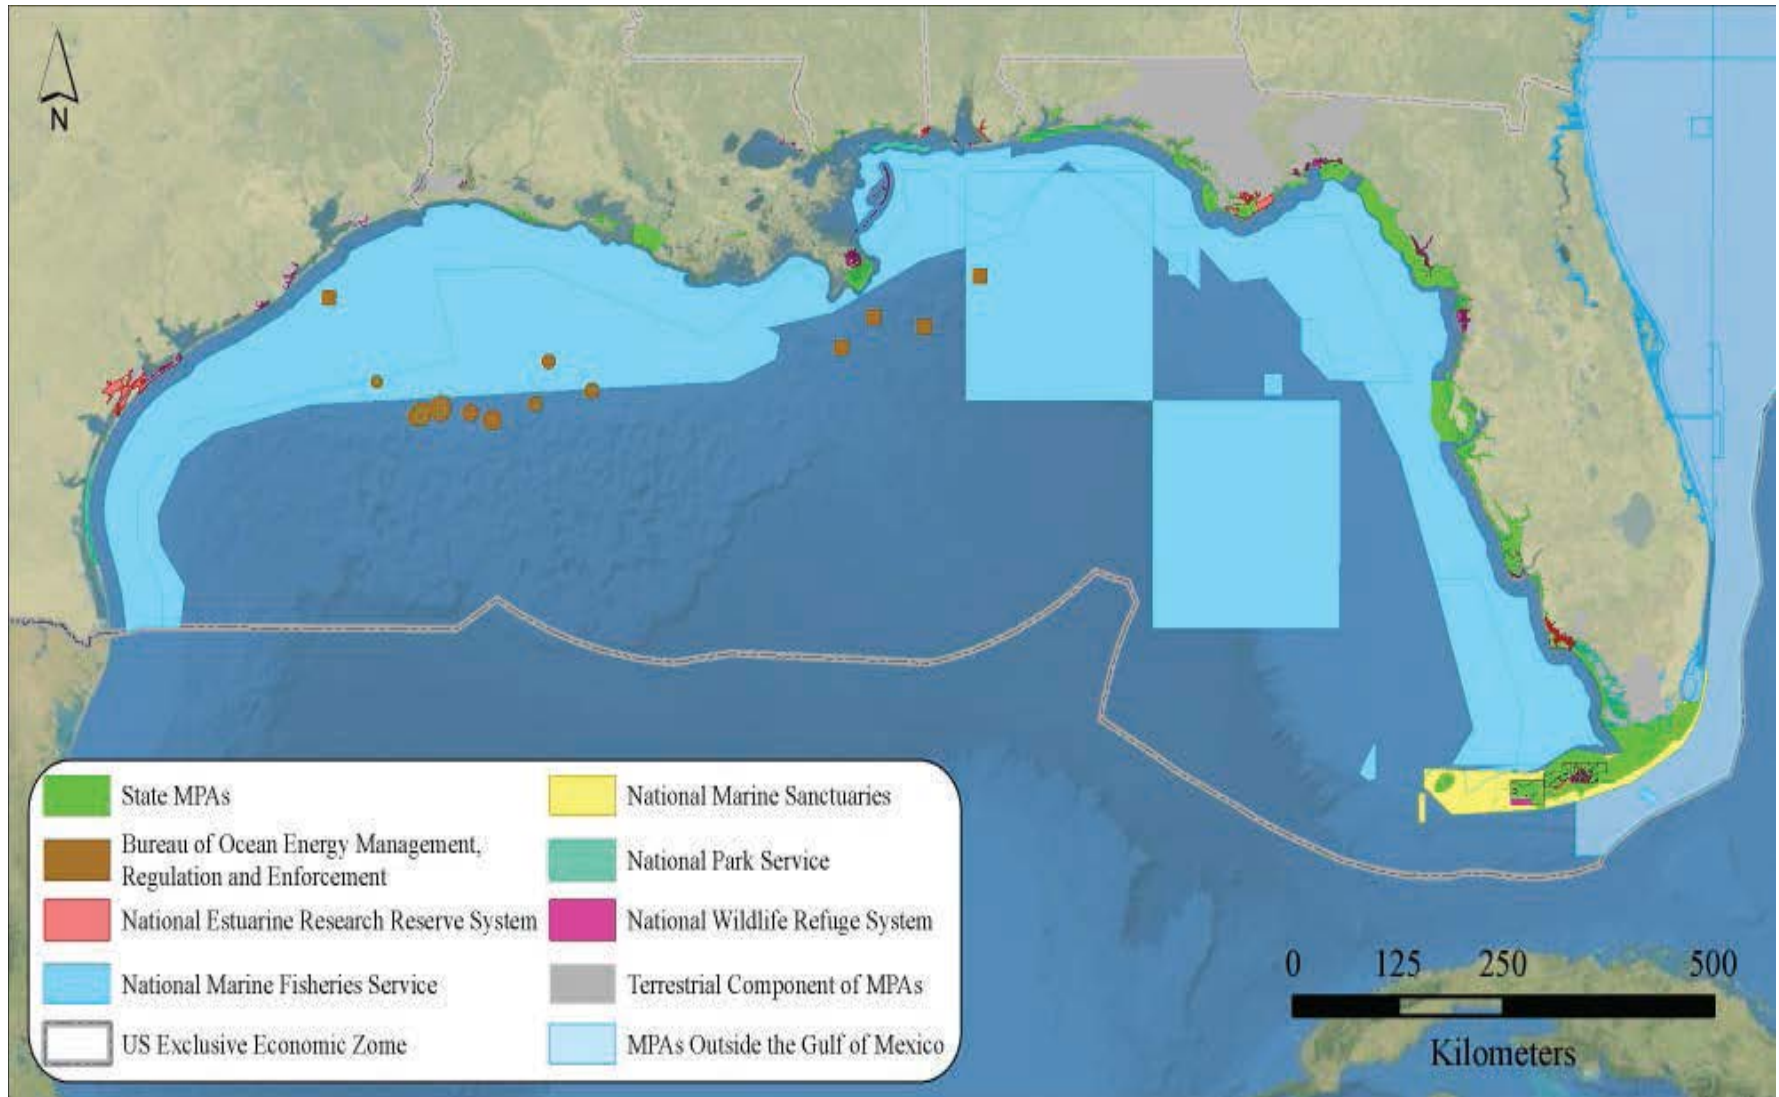 N
State MPAs
Bureau of Ocean Energy Management,
Regulation and Enforcement
National Estuarine Research Reserve System
National Marine Fisheries Service
US Exclusive Economic Zome
National Marine Sanctuaries
National Park Service
National Wildlife Refuge System
Terrestrial Component of MPAs
MPAs Outside the Gulf of Mexico
0 125 250 500
Kilometers